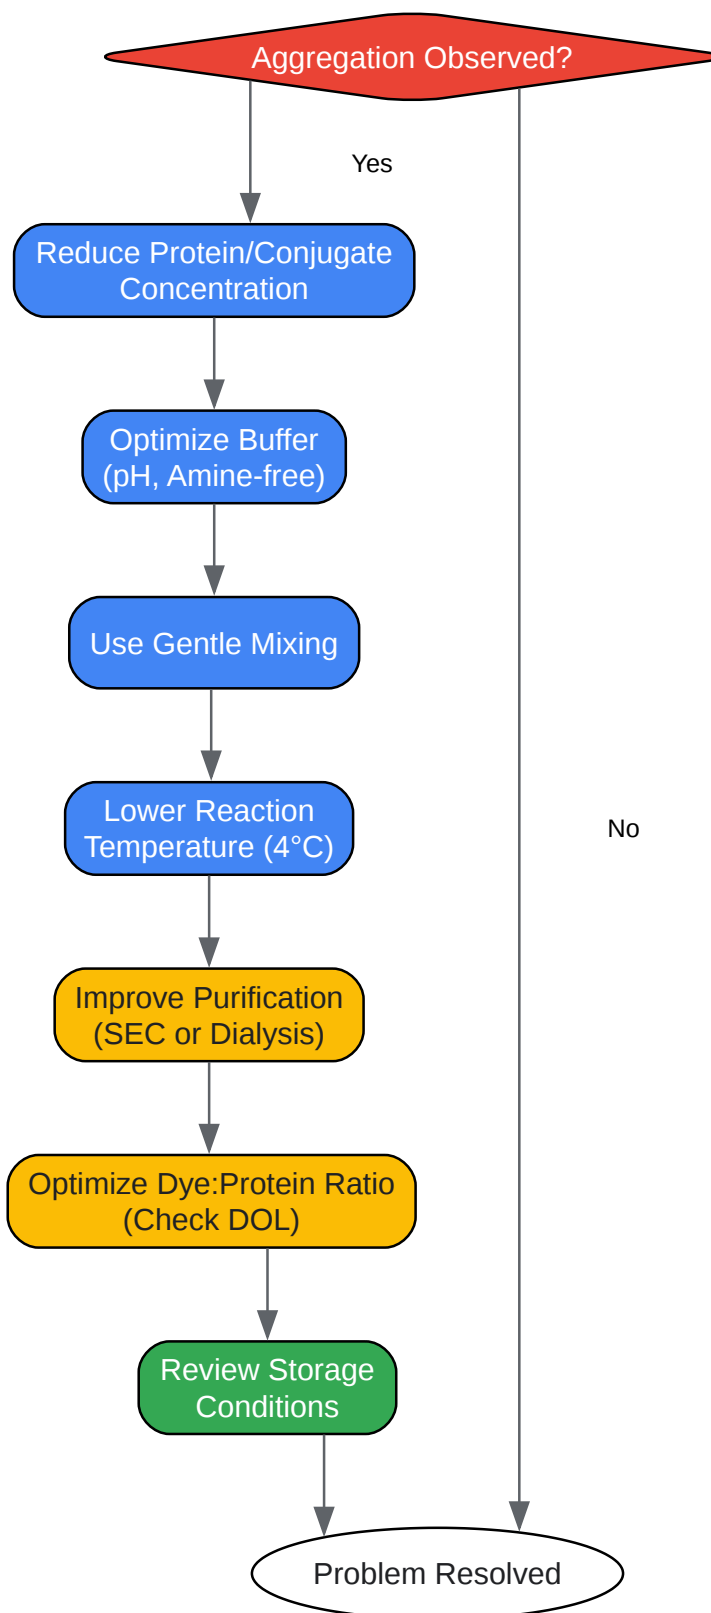 Aggregation Observed?
Yes
Reduce Protein/Conjugate
Concentration
Optimize Buffer
(pH, Amine-free)
Use Gentle Mixing
Lower Reaction
Temperature (4°C)
No
Improve Purification
(SEC or Dialysis)
Optimize Dye:Protein Ratio
(Check DOL)
Review Storage
Conditions
Problem Resolved